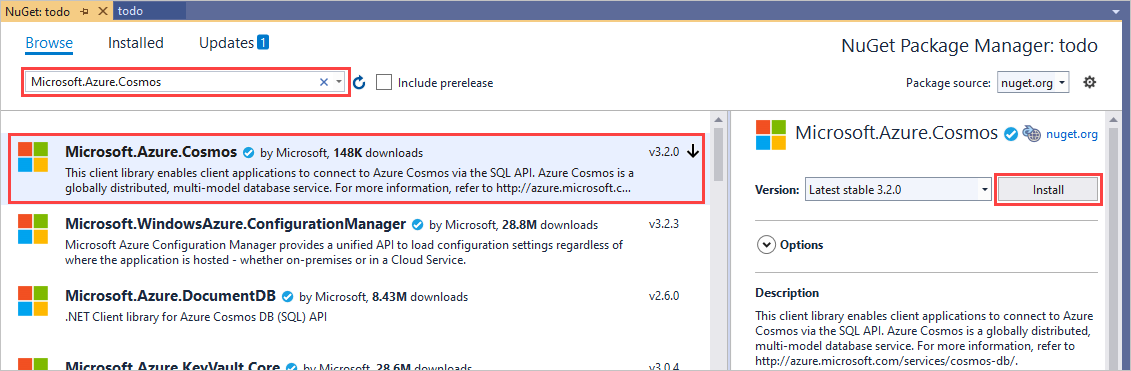 NuGet: todo
todo
Browse
Installed
Updates 1
NuGet Package Manager: todo
Microsoft.Azure.Cosmos
Include prerelease
Package source: nuget.org
Microsoft.Azure.Cosmos by Microsoft, 148K downloads v3.2.0
This client library enables client applications to connect to Azure Cosmos via the SQL API. Azure Cosmos is a
globally distributed, multi-model database service. For more information, refer to http://azure.microsoft.c...
Microsoft.WindowsAzure.ConfigurationManager by Microsoft, 28.8M downloads v3.2.3
Microsoft Azure Configuration Manager provides a unified API to load configuration settings regardless of
where the application is hosted - whether on-premises or in a Cloud Service.
Microsoft.Azure.DocumentDB by Microsoft, 8.43M downloads v2.6.0
.NET Client library for Azure Cosmos DB (SQL) API
Microsoft.Azure.KeyVault.Core by Microsoft, 28.6M downloads v3.0.4
Microsoft.Azure.Cosmos nuget.org
Version: Latest stable 3.2.0 Install
Options
Description
This client library enables client applications to connect to Azure
Cosmos via the SQL API. Azure Cosmos is a globally distributed,
multi-model database service. For more information, refer to
http://azure.microsoft.com/services/cosmos-db/.